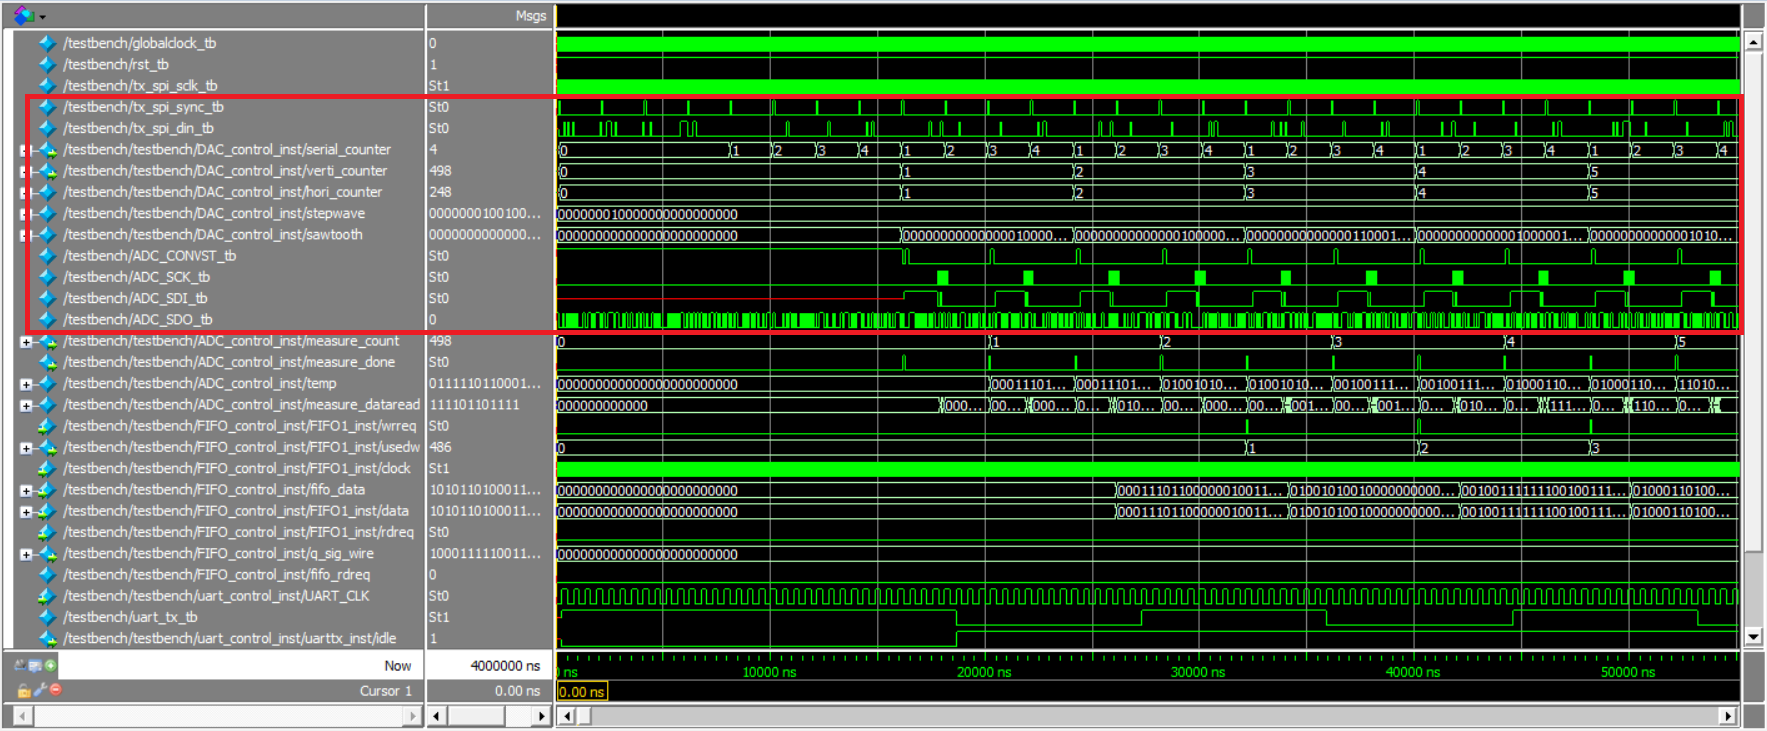 Msgs
/testbench/globalclock_tb 0
/testbench/rst_tb 1
/testbench/tx_spi_sclk_tb St1
/testbench/tx_spi_sync_tb St0
/testbench/tx_spi_din_tb St0
/testbench/testbench/DAC_control_inst/serial_counter 4 0 1 2 3 4 1 2 3 4 1 2 3 4 1 2 3 4 1 2 3 4 1 2 3 4
/testbench/testbench/DAC_control_inst/verti_counter 498 0 1 2 3 4 5
/testbench/testbench/DAC_control_inst/hori_counter 248 0 1 2 3 4 5
/testbench/testbench/DAC_control_inst/stepwave 0000000100100... 000000010000000000000000
/testbench/testbench/DAC_control_inst/sawtooth 0000000000000... 000000000000000000000000 00000000000000010000... 0000000000000000100000... 0000000000000000110001... 0000000000000001000001... 00000000000001010...
/testbench/ADC_CONVST_tb St0
/testbench/ADC_SCK_tb St0
/testbench/ADC_SDI_tb St0
/testbench/ADC_SDO_tb 0
/testbench/testbench/ADC_control_inst/measure_count 498 0 1 2 3 4 5
/testbench/testbench/ADC_control_inst/measure_done St0
/testbench/testbench/ADC_control_inst/temp 0111110110001... 000000000000000000000000 00011101... 00011101... 01001010... 01001010... 00100111... 00100111... 01000110... 01000110... 11010...
/testbench/testbench/ADC_control_inst/measure_dataread 111101101111 000000000000 000... 00... 000... 0... 010... 00... 000... 00... 001... 00... 001... 0... 010... 0... 111... 0... 110... 0...
/testbench/testbench/FIFO_control_inst/FIFO1_inst/wrreq St0
/testbench/testbench/FIFO_control_inst/FIFO1_inst/usedw 486 0 1 2 3
/testbench/testbench/FIFO_control_inst/FIFO1_inst/clock St1
/testbench/testbench/FIFO_control_inst/fifo_data 1010110100011... 000000000000000000000000 00011101100000010011... 01001010010000000000... 00100111111100100111... 01000110100...
/testbench/testbench/FIFO_control_inst/FIFO1_inst/data 1010110100011... 000000000000000000000000 00011101100000010011... 01001010010000000000... 00100111111100100111... 01000110100...
/testbench/testbench/FIFO_control_inst/FIFO1_inst/rdreq St0
/testbench/testbench/FIFO_control_inst/q_sig_wire 1000111110011... 000000000000000000000000
/testbench/testbench/FIFO_control_inst/fifo_rdreq 0
/testbench/testbench/uart_control_inst/UART_CLK St0
/testbench/uart_tx_tb St1
/testbench/testbench/uart_control_inst/uarttx_inst/idle 1
Now 4000000 ns ns 10000 ns 20000 ns 30000 ns 40000 ns 50000 ns
Cursor 1 0.00 ns 0.00 ns